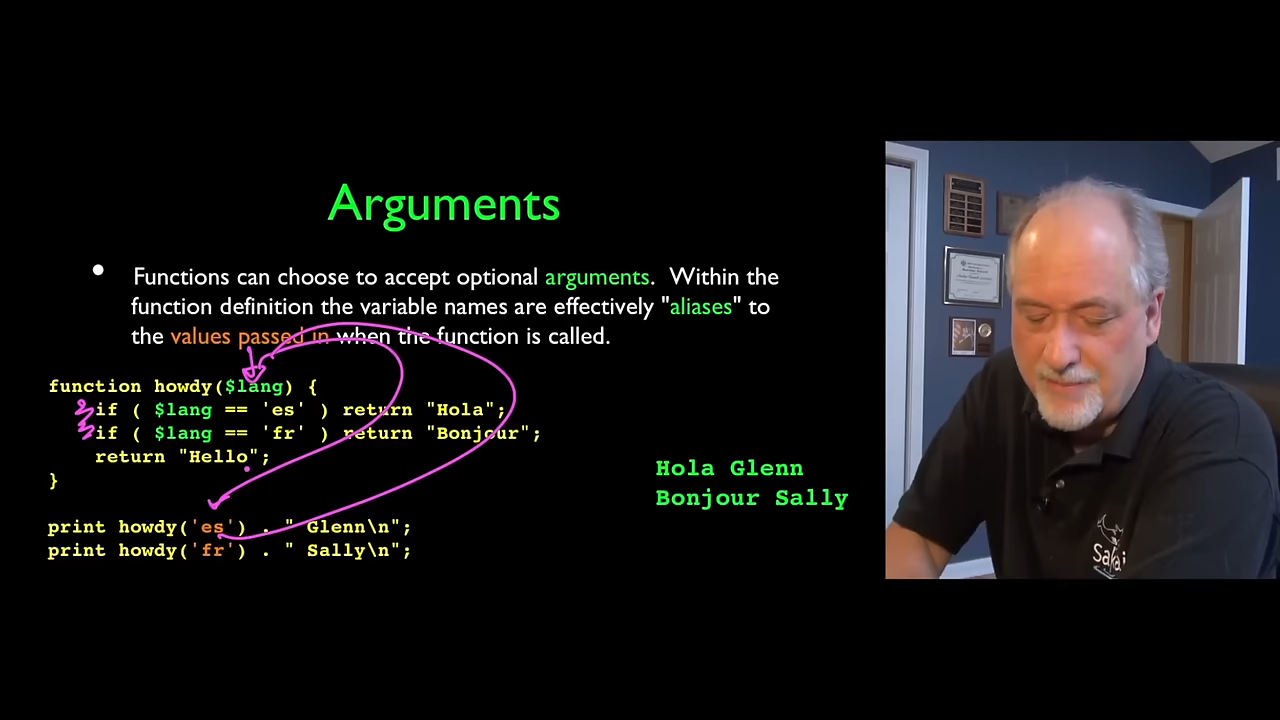 Arguments
Functions can choose to accept optional arguments. Within the
function definition the variable names are effectively "aliases" to
the values passed in when the function is called.
function howdy($lang) {
if ( $lang == 'es' ) return "Hola";
if ( $lang == 'fr' ) return "Bonjour";
return "Hello";
}
print howdy('es') . " Glenn\n";
print howdy('fr') . " Sally\n";
Hola Glenn
Bonjour Sally
Sakai